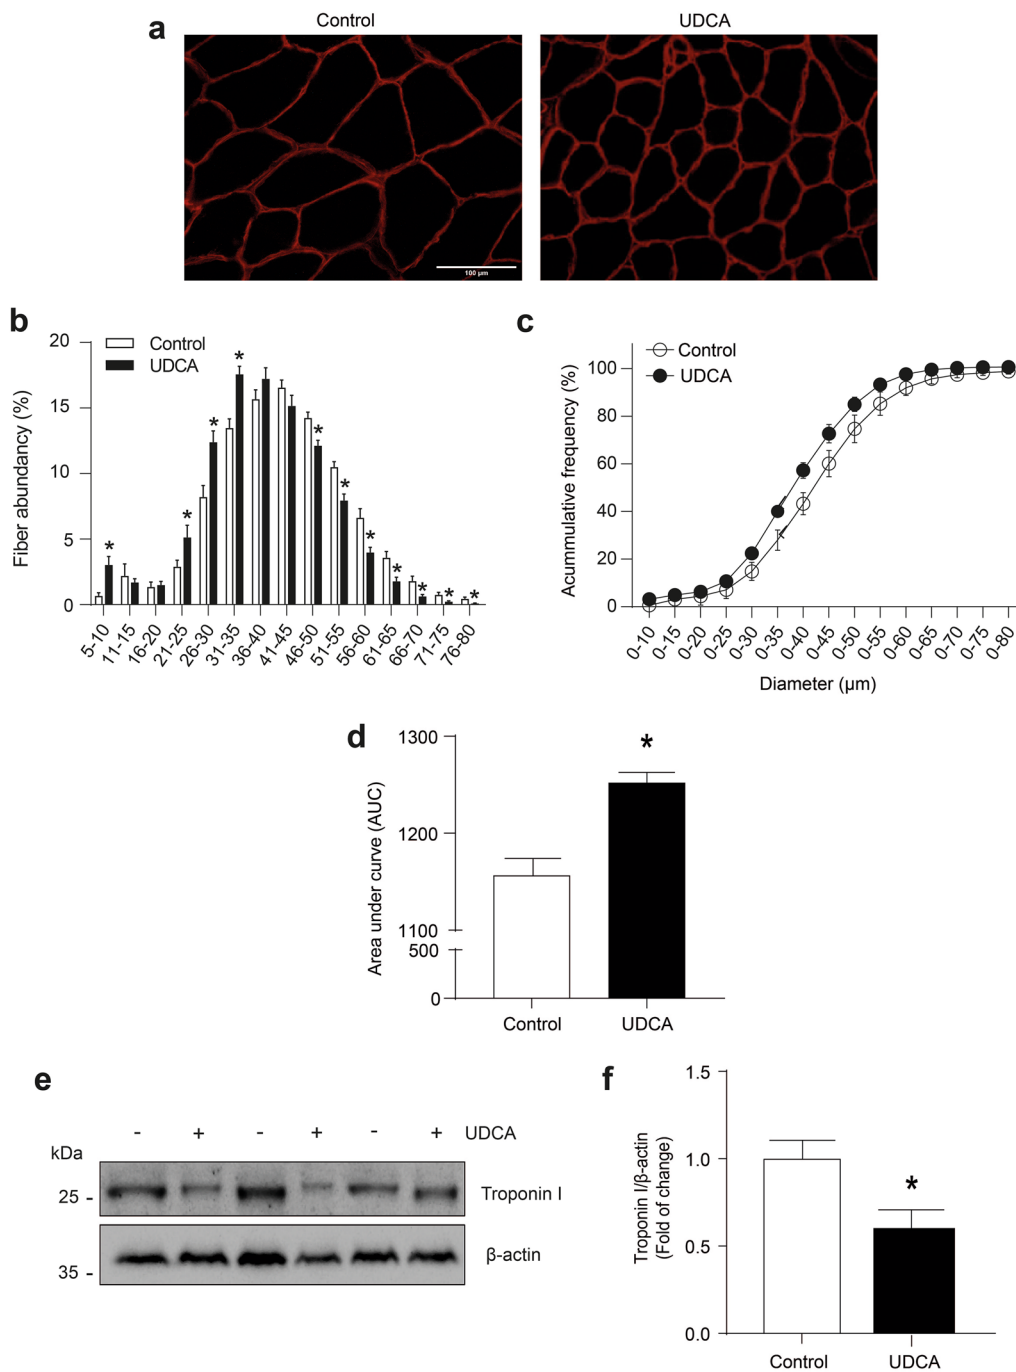 a
Control
UDCA
100 µm
b
Control
UDCA
Fiber abundancy (%)
20
15
10
5
0
*
*
*
*
*
*
*
*
*
*
*
5-10
11-15
16-20
21-25
26-30
31-35
36-40
41-45
46-50
51-55
56-60
61-65
66-70
71-75
76-80
c
Control
UDCA
Acummulative frequency (%)
100
80
60
40
20
0
0-10
0-15
0-20
0-25
0-30
0-35
0-40
0-45
0-50
0-55
0-60
0-65
0-70
0-75
0-80
Diameter (µm)
d
Area under curve (AUC)
1300
1200
1100
500
0
*
Control
UDCA
e
- + - + - + UDCA
kDa
25 - Troponin I
35 - β-actin
f
Troponin I/β-actin
(Fold of change)
1.5
1.0
0.5
0.0
*
Control
UDCA